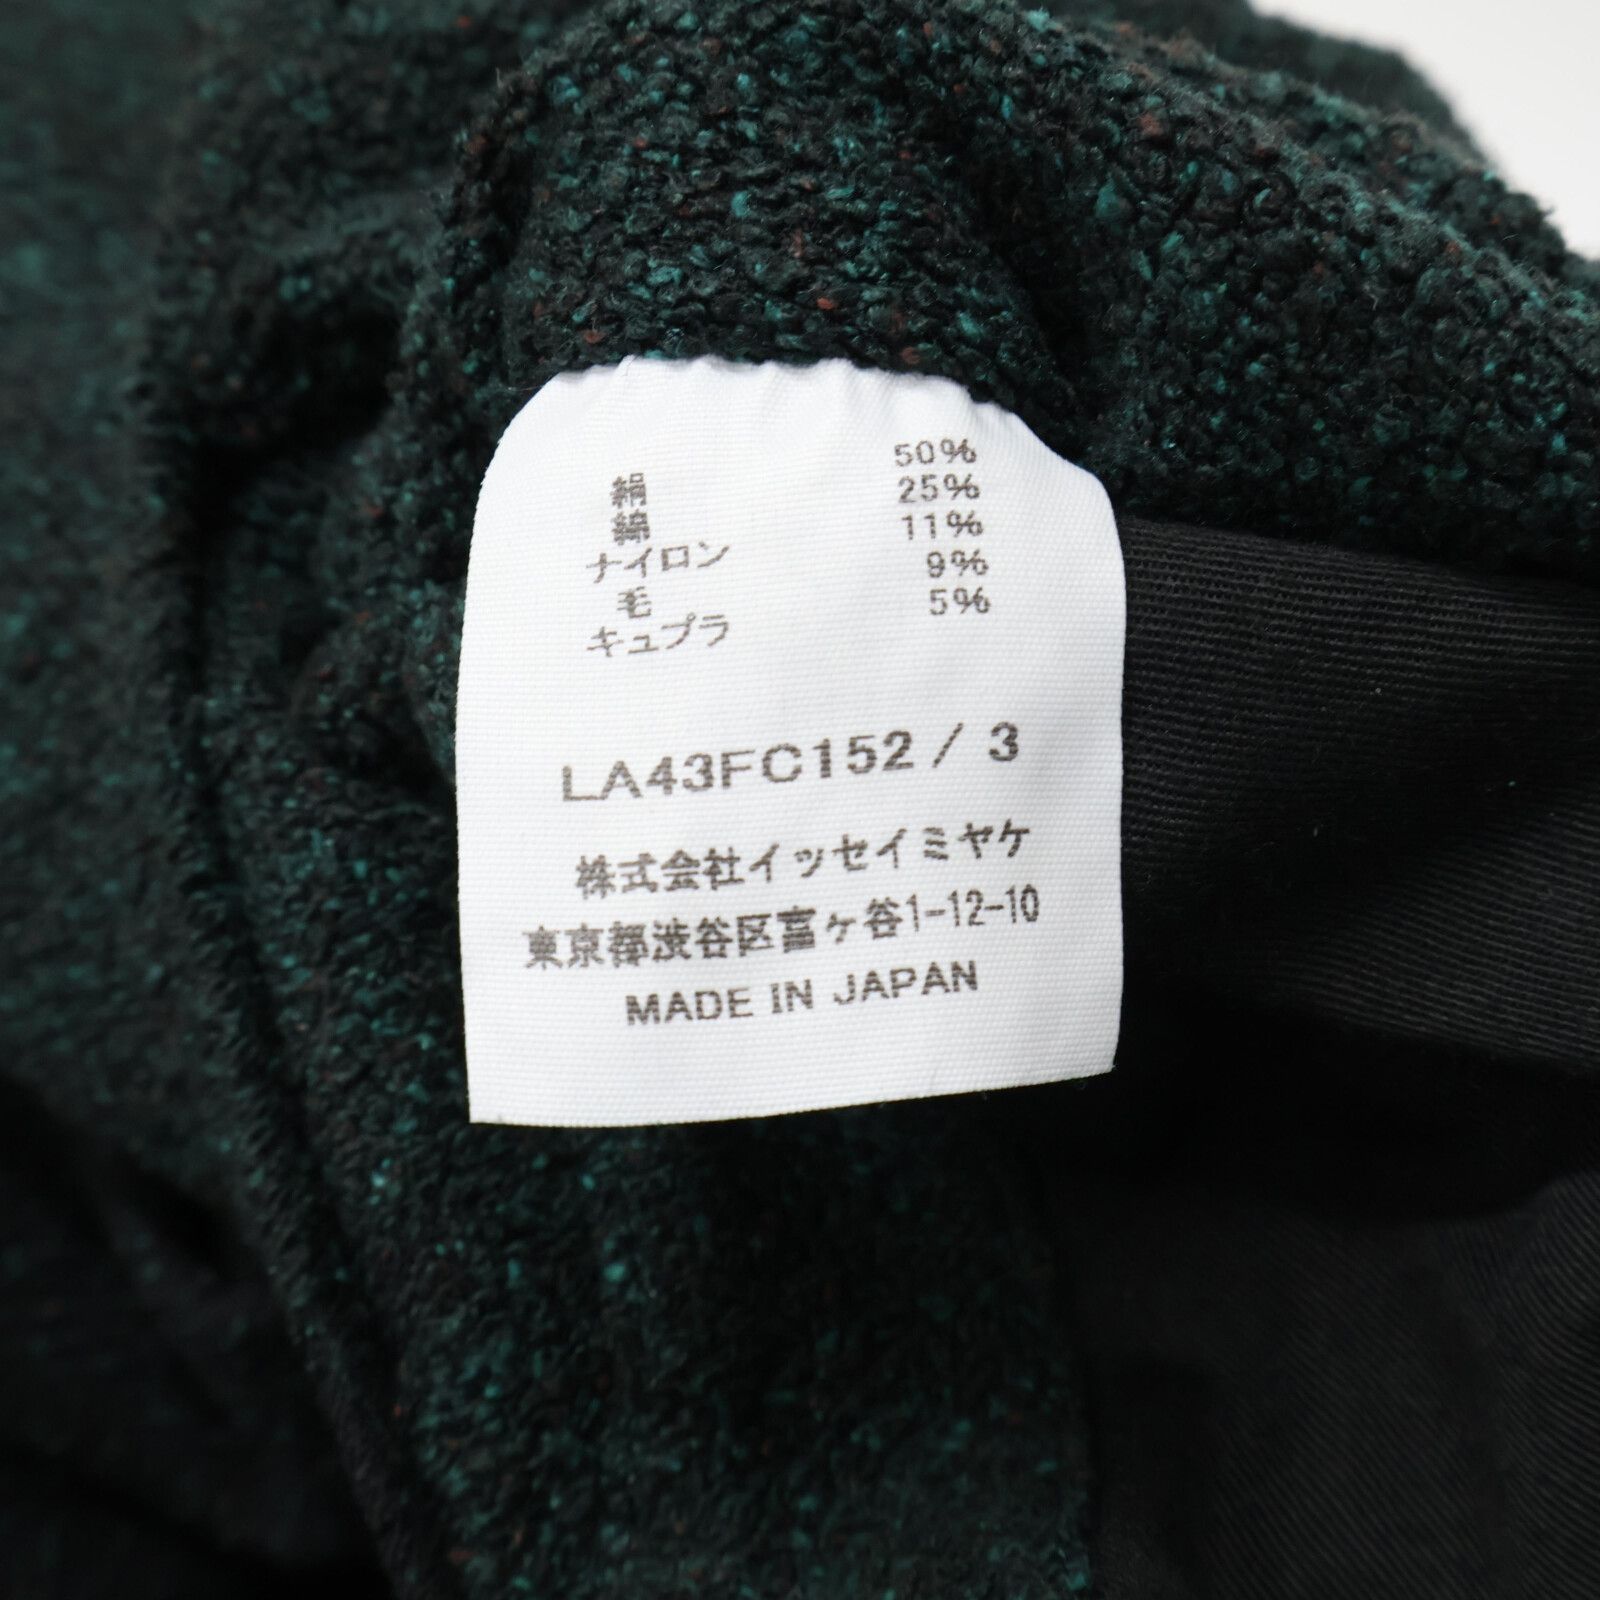 絹 50%
綿 25%
ナイロン 11%
毛 9%
キュプラ 5%
LA43FC152 / 3
株式会社イッセイミヤケ
東京都渋谷区富ヶ谷1-12-10
MADE IN JAPAN